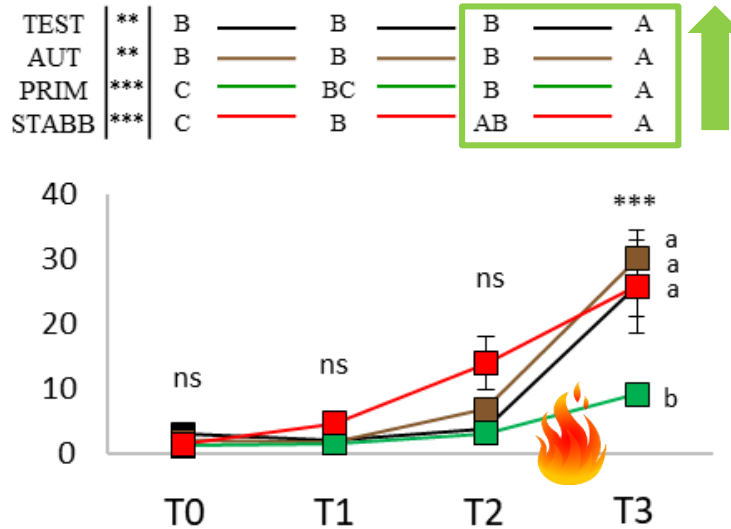 TEST ** B B B A
AUT ** B B B A
PRIM *** C BC B A
STABB *** C B AB A
40
***
a
30
a
ns
a
20
ns
ns
10
b
0
T0 T1 T2 T3